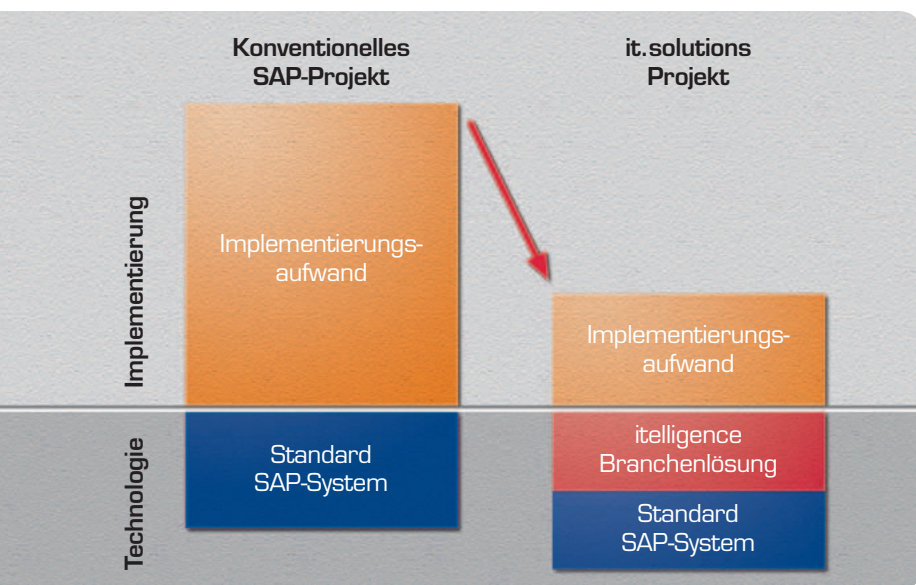 Konventionelles
SAP-Projekt
it.solutions
Projekt
Implementierung
Implementierungs-
aufwand
Implementierungs-
aufwand
Technologie
Standard
SAP-System
itelligence
Branchenlösung
Standard
SAP-System